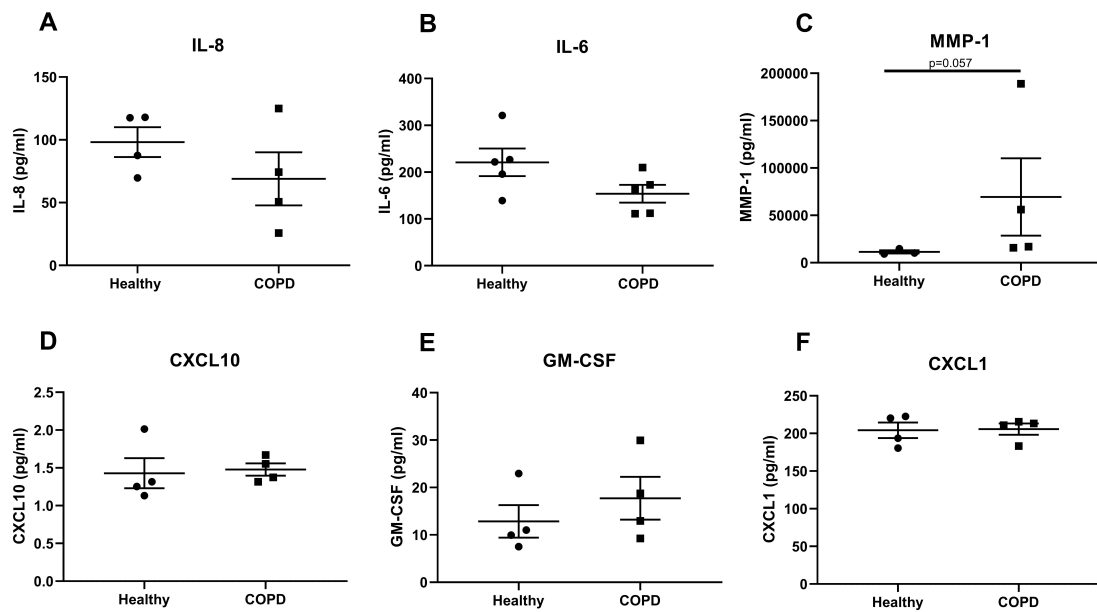 A
IL-8
IL-8 (pg/ml)
150
100
50
0
Healthy
COPD
B
IL-6
IL-6 (pg/ml)
400
300
200
100
0
Healthy
COPD
C
MMP-1
p=0.057
MMP-1 (pg/ml)
200000
150000
100000
50000
0
Healthy
COPD
D
CXCL10
CXCL10 (pg/ml)
2.5
2.0
1.5
1.0
0.5
0.0
Healthy
COPD
E
GM-CSF
GM-CSF (pg/ml)
40
30
20
10
0
Healthy
COPD
F
CXCL1
CXCL1 (pg/ml)
250
200
150
100
50
0
Healthy
COPD